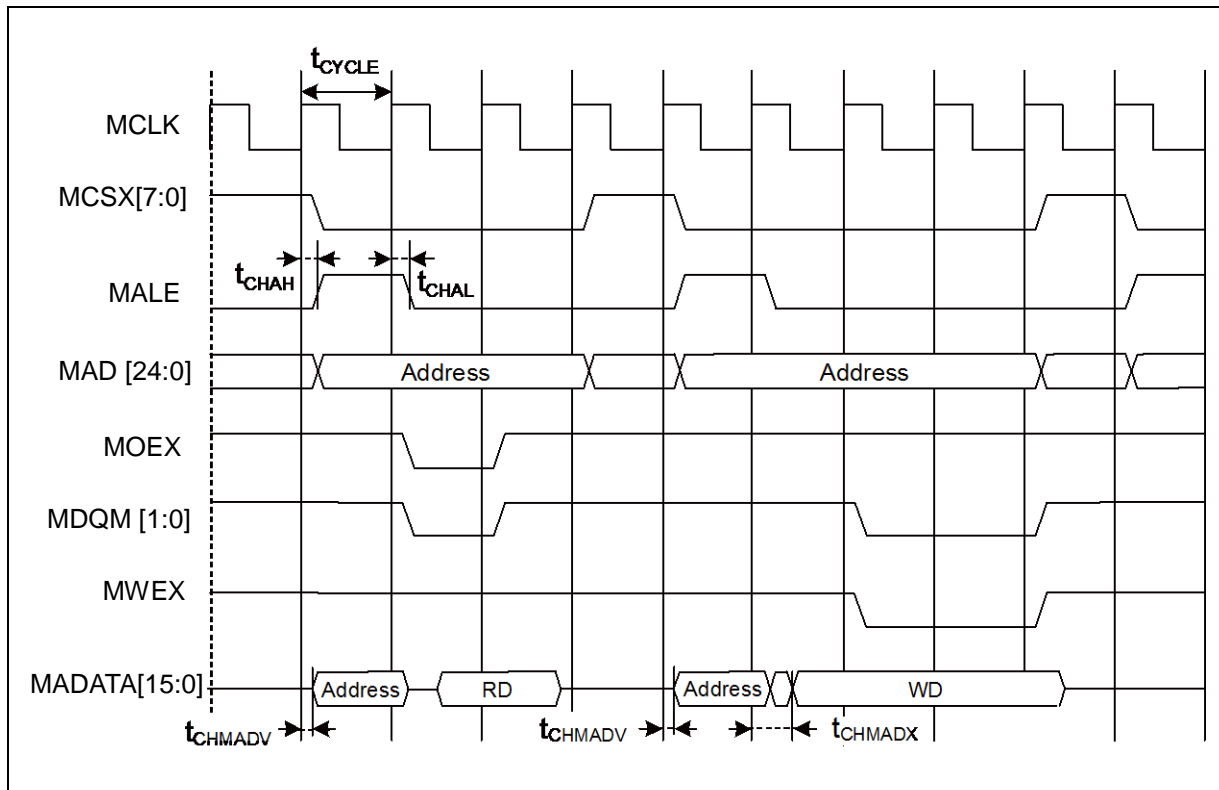 tCYCLE
MCLK
MCSX[7:0]
tCHAH
tCHAL
MALE
MAD [24:0]
Address
Address
MOEX
MDQM [1:0]
MWEX
MADATA[15:0]
Address
RD
Address
WD
tCHMADV
tCHMADV
tCHMADX